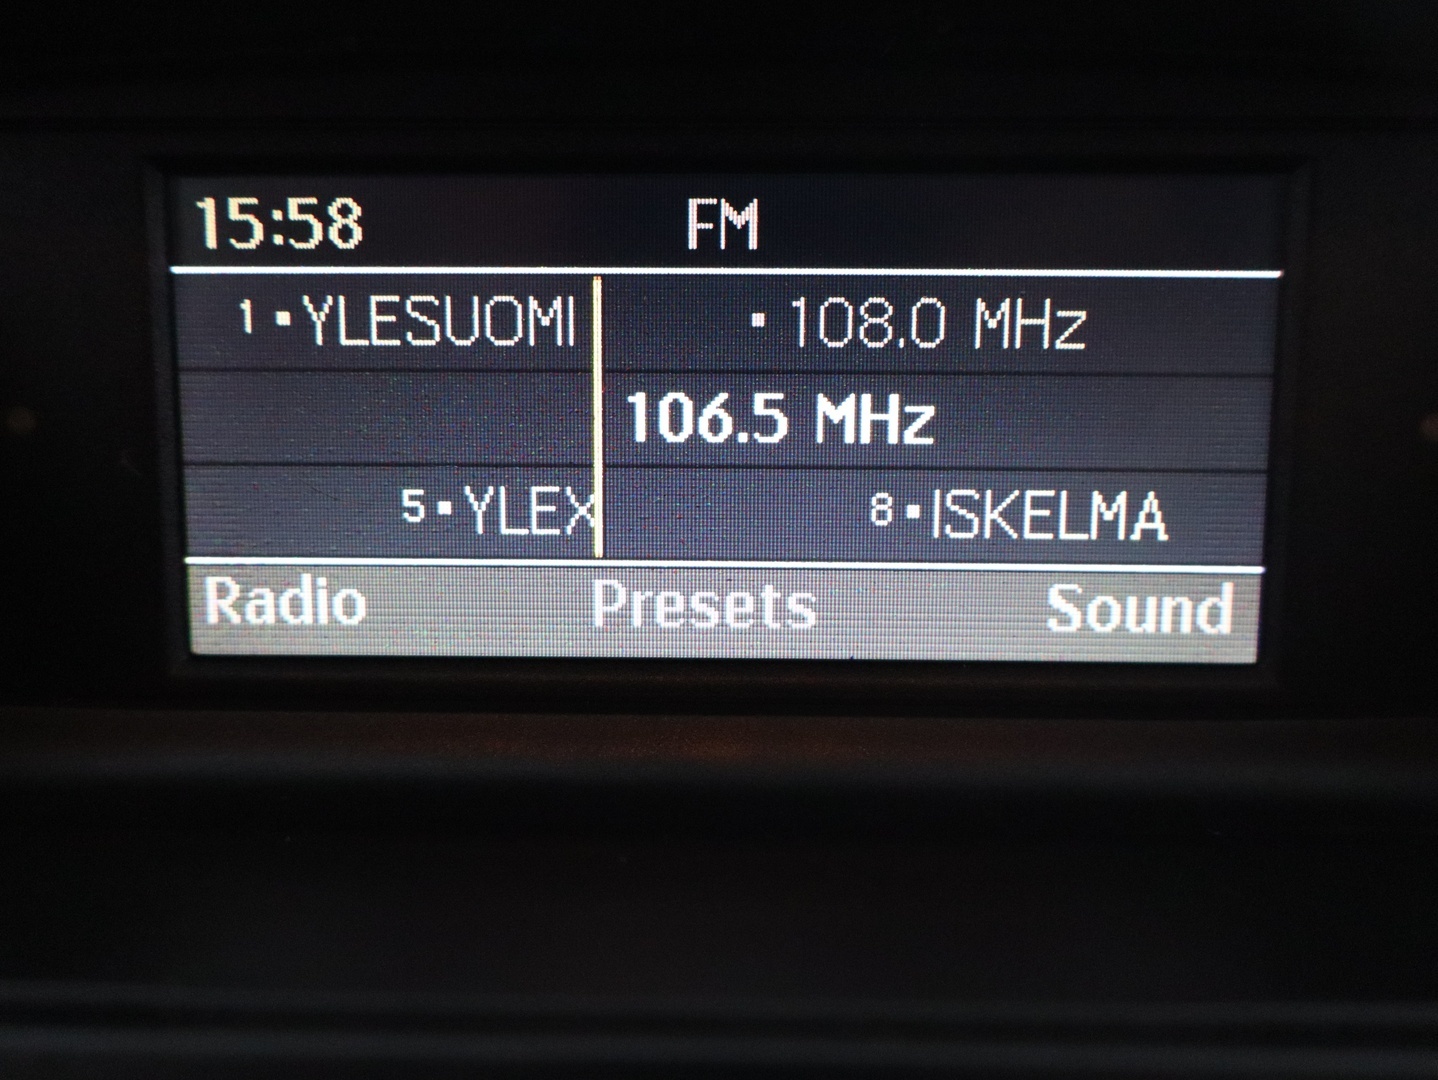 15:58 FM
1 ▪ YLESUOMI ▪ 108.0 MHz
106.5 MHz
5 ▪ YLEX 8 ▪ ISKELMA
Radio Presets Sound